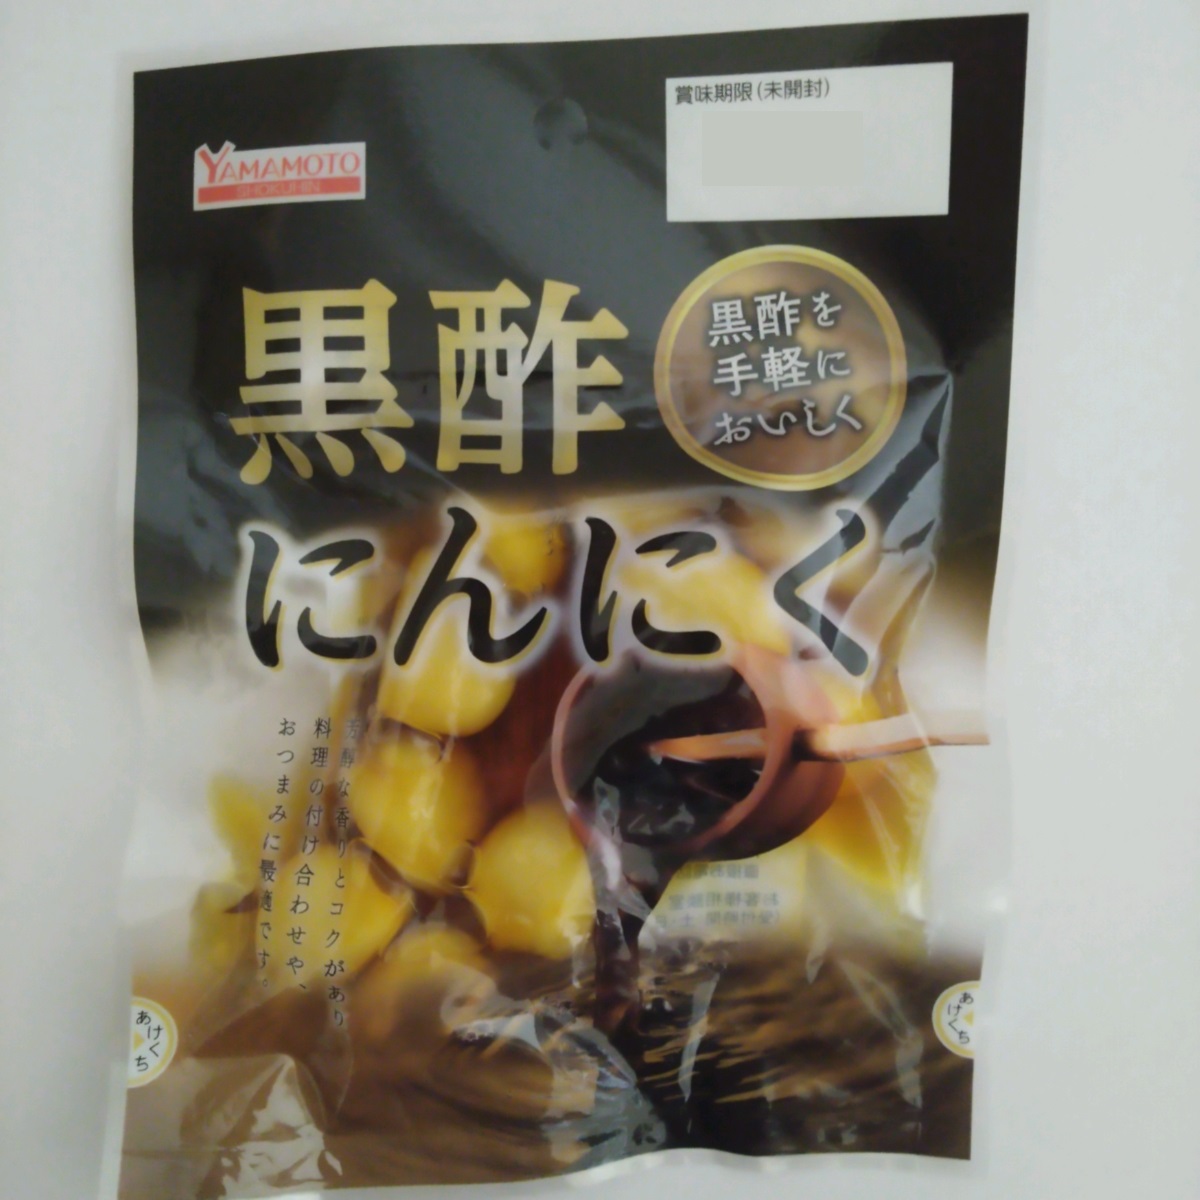 賞味期限(未開封)
YAMAMOTO
SHOKUHIN
黒酢
にんにく
黒酢を
手軽に
おいしく
芳醇な香りとコクがあり
料理の付け合わせや、
おつまみに最適です。
あけくち
あけくち